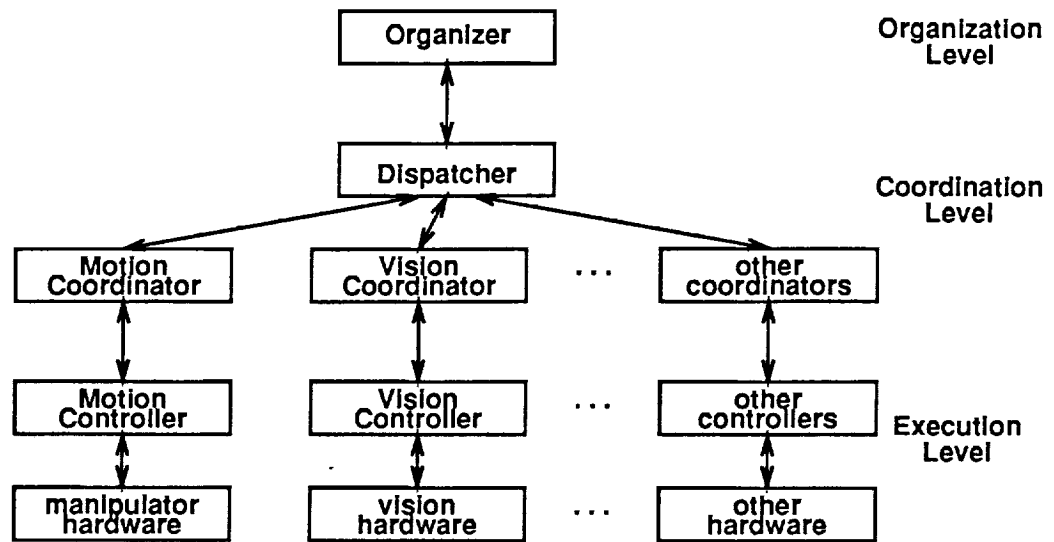 Organizer
Organization
Level
Dispatcher
Coordination
Level
Motion
Coordinator
Vision
Coordinator
...
other
coordinators
Motion
Controller
Vision
Controller
...
other
controllers
Execution
Level
manipulator
hardware
vision
hardware
...
other
hardware